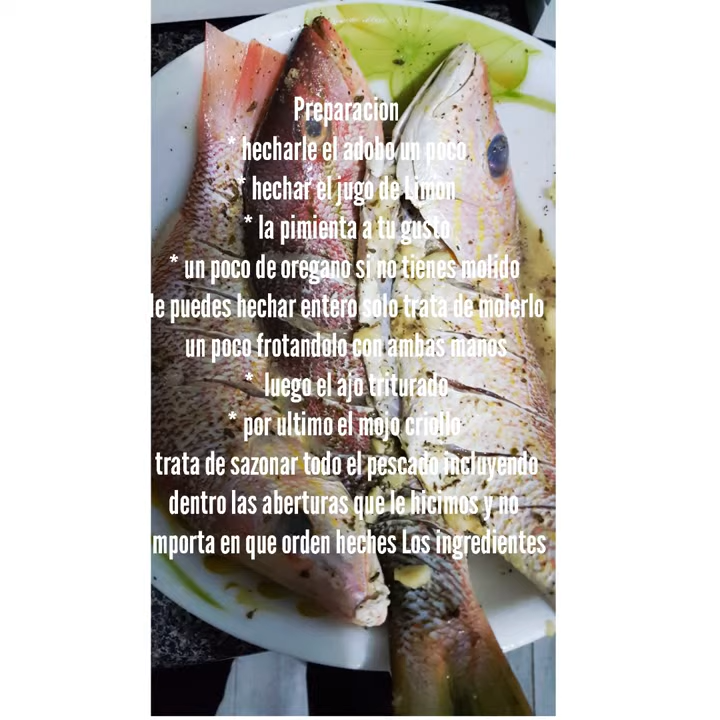 Preparacion
* hecharle el adobo un poco
* hechar el jugo de Limon
* la pimienta a tu gusto
* un poco de oregano si no tienes molido
le puedes hechar entero solo trata de molerlo
un poco frotandolo con ambas manos
* luego el ajo triturado
* por ultimo el mojo criollo
trata de sazonar todo el pescado incluyendo
dentro las aberturas que le hicimos y no
mporta en que orden heches Los ingredientes